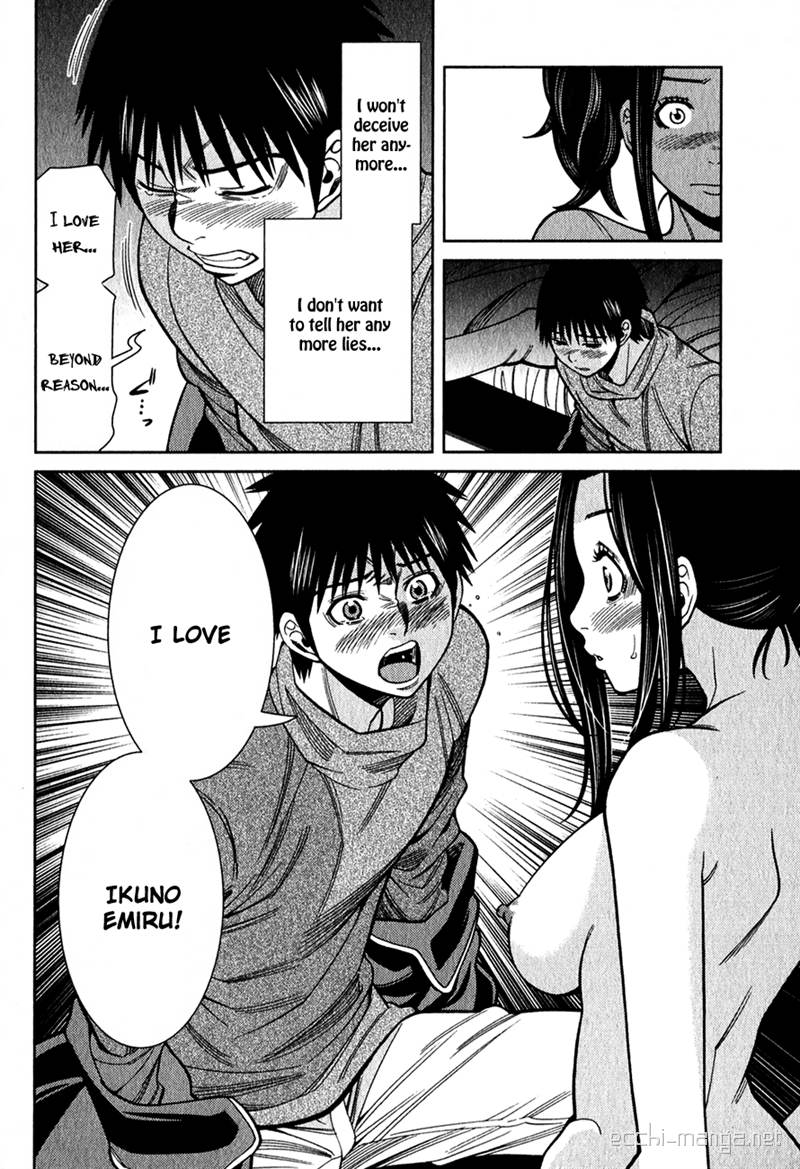 I won't
deceive
her any-
more...
I don't want
to tell her any
more lies...
I LOVE
HER...
BEYOND
REASON...
I LOVE
IKUNO
EMIRU!
ecchi-manga.net